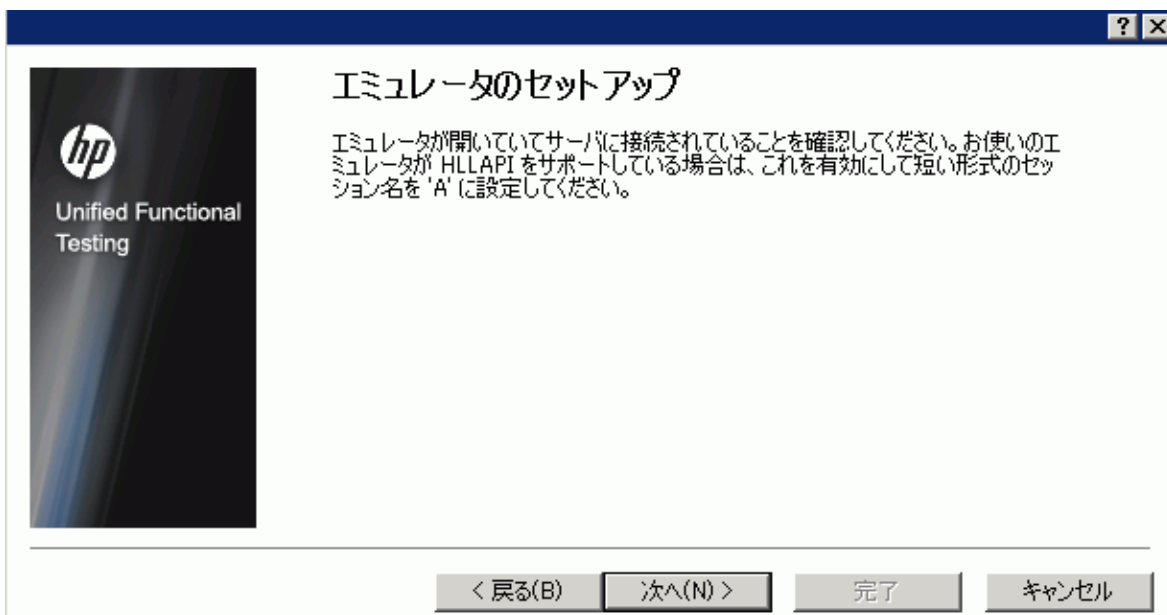 ?
エミュレータのセットアップ
エミュレータが開いていてサーバに接続されていることを確認してください。お使いのエ
ミュレータが HLLAPI をサポートしている場合は、これを有効にして短い形式のセッ
ション名を 'A' に設定してください。
hp
Unified Functional
Testing
< 戻る(B)
次へ(N) >
完了
キャンセル